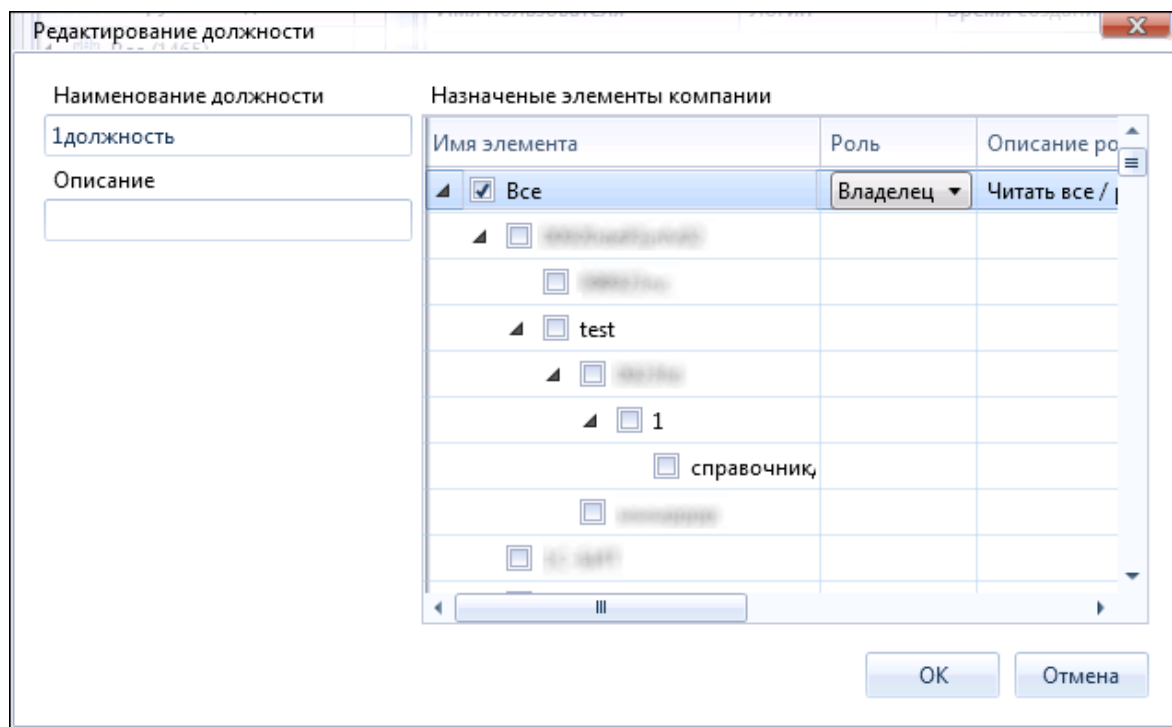 Редактирование должности
Наименование должности
1должность
Описание
Назначеные элементы компании
Имя элемента Роль Описание ро
Все Владелец Читать все /
test
1
справочник,
OK Отмена